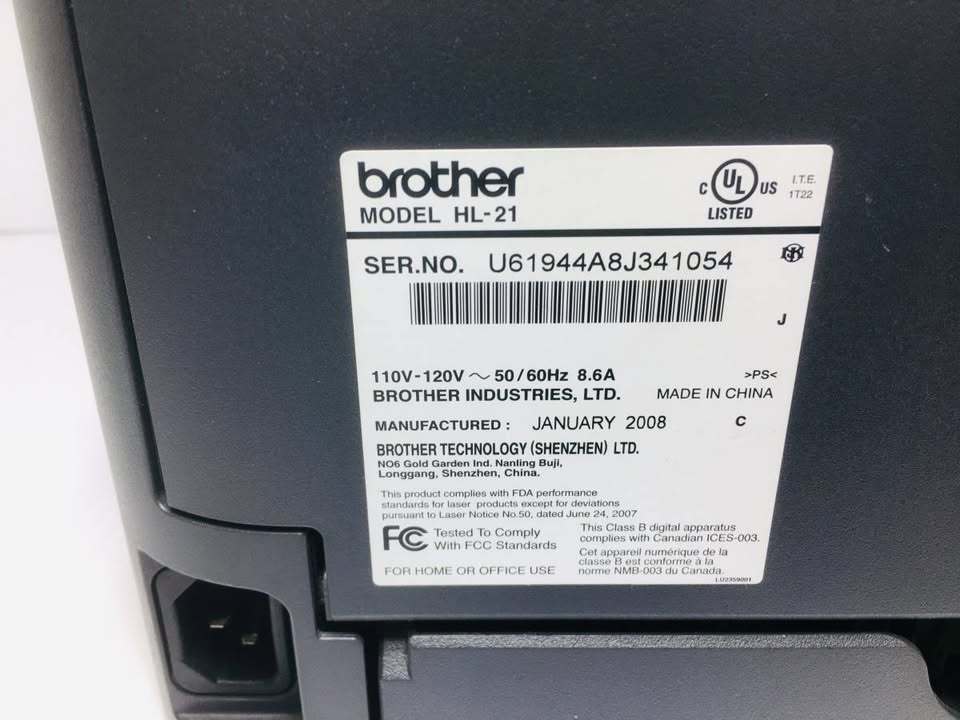 brother
MODEL HL-21
C UL US
LISTED
I.T.E.
1T22
SER.NO. U61944A8J341054
J
110V-120V ~ 50/60Hz 8.6A
>PS<
BROTHER INDUSTRIES, LTD.
MADE IN CHINA
MANUFACTURED : JANUARY 2008
C
BROTHER TECHNOLOGY (SHENZHEN) LTD.
NO6 Gold Garden Ind. Nanling Buji,
Longgang, Shenzhen, China.
This product complies with FDA performance
standards for laser products except for deviations
pursuant to Laser Notice No.50, dated June 24, 2007
FC Tested To Comply
With FCC Standards
FOR HOME OR OFFICE USE
This Class B digital apparatus
complies with Canadian ICES-003.
Cet appareil numérique de la
classe B est conforme à la
norme NMB-003 du Canada.
LU2359001